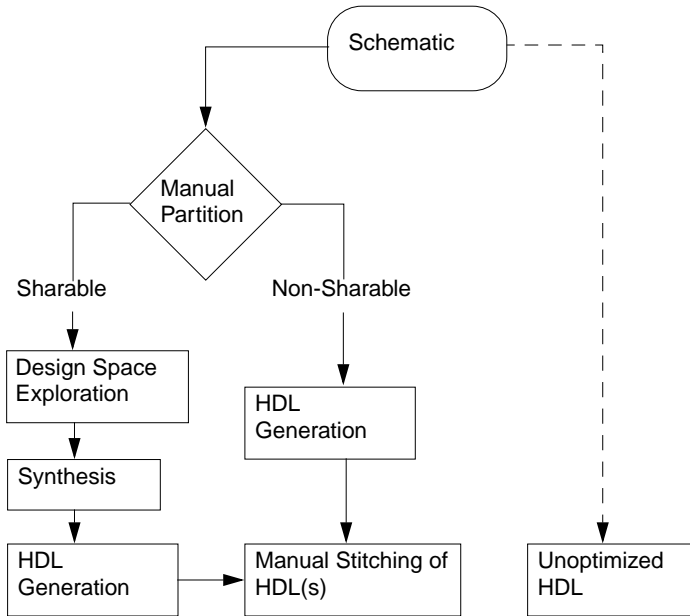 Schematic
Manual
Partition
Sharable
Non-Sharable
Design Space
Exploration
HDL
Generation
Synthesis
HDL
Generation
Manual Stitching of
HDL(s)
Unoptimized
HDL